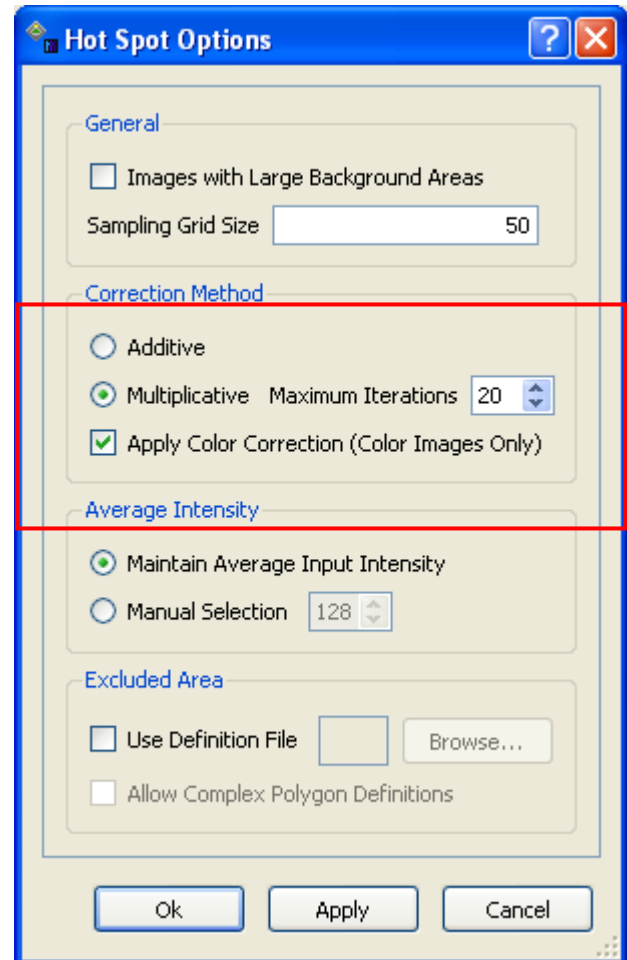 Hot Spot Options
General
Images with Large Background Areas
Sampling Grid Size 50
Correction Method
Additive
Multiplicative Maximum Iterations 20
Apply Color Correction (Color Images Only)
Average Intensity
Maintain Average Input Intensity
Manual Selection 128
Excluded Area
Use Definition File Browse...
Allow Complex Polygon Definitions
Ok Apply Cancel